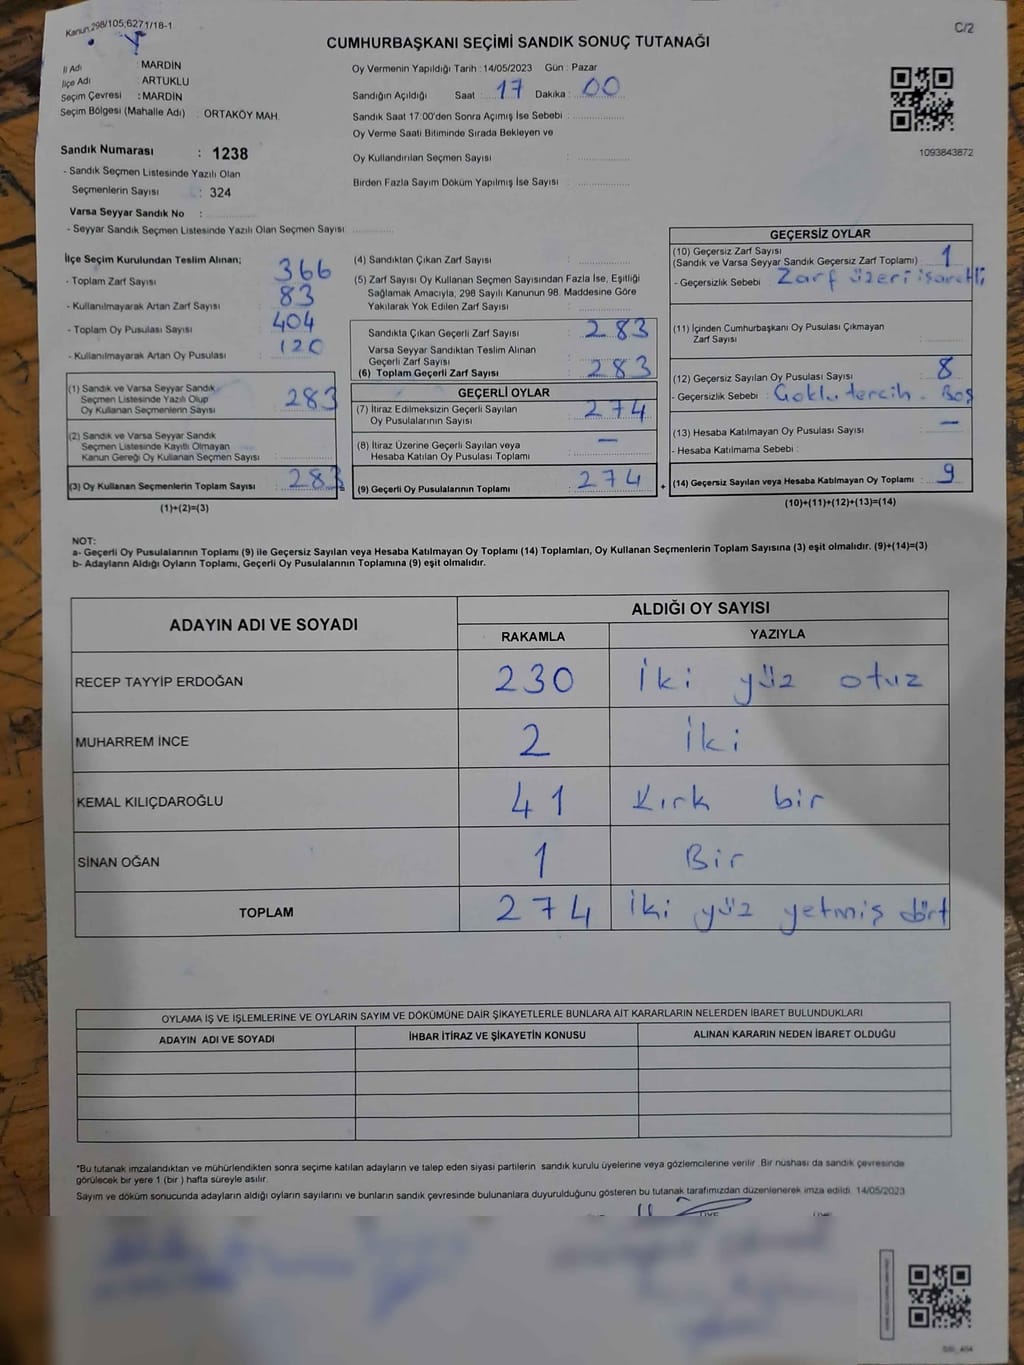 Kanun 298/105;6271/18-1
C/2
CUMHURBAŞKANI SEÇİMİ SANDIK SONUÇ TUTANAĞI
İl Adı : MARDİN
İlçe Adı : ARTUKLU
Seçim Çevresi : MARDİN
Seçim Bölgesi (Mahalle Adı) : ORTAKÖY MAH.
Oy Vermenin Yapıldığı Tarih :14/05/2023 Gün : Pazar
Sandığın Açıldığı Saat : 17 Dakika : 00
Sandık Saat 17:00'den Sonra Açımış İse Sebebi :
Oy Verme Saati Bitiminde Sırada Bekleyen ve
Oy Kullandırılan Seçmen Sayısı :
Birden Fazla Sayım Döküm Yapılmış İse Sayısı :
1093843872
Sandık Numarası : 1238
- Sandık Seçmen Listesinde Yazılı Olan
Seçmenlerin Sayısı : 324
Varsa Seyyar Sandık No :
- Seyyar Sandık Seçmen Listesinde Yazılı Olan Seçmen Sayısı:
İlçe Seçim Kurulundan Teslim Alınan;
- Toplam Zarf Sayısı : 366
- Kullanılmayarak Artan Zarf Sayısı : 83
- Toplam Oy Pusulası Sayısı : 404
- Kullanılmayarak Artan Oy Pusulası : 120
(1) Sandık ve Varsa Seyyar Sandık
Seçmen Listesinde Yazılı Olup
Oy Kullanan Seçmenlerin Sayısı : 283
(2) Sandık ve Varsa Seyyar Sandık
Seçmen Listesinde Kayıtlı Olmayan
Kanun Gereği Oy Kullanan Seçmen Sayısı :
(3) Oy Kullanan Seçmenlerin Toplam Sayısı : 283
(1)+(2)=(3)
(4) Sandıktan Çıkan Zarf Sayısı :
(5) Zarf Sayısı Oy Kullanan Seçmen Sayısından Fazla İse, Eşitliği
Sağlamak Amacıyla, 298 Sayılı Kanunun 98. Maddesine Göre
Yakılarak Yok Edilen Zarf Sayısı :
Sandıkta Çıkan Geçerli Zarf Sayısı : 283
Varsa Seyyar Sandıktan Teslim Alınan
Geçerli Zarf Sayısı :
(6) Toplam Geçerli Zarf Sayısı : 283
GEÇERLİ OYLAR
(7) İtiraz Edilmeksizin Geçerli Sayılan
Oy Pusulalarının Sayısı : 274
(8) İtiraz Üzerine Geçerli Sayılan veya
Hesaba Katılan Oy Pusulası Toplamı : —
(9) Geçerli Oy Pusulalarının Toplamı : 274
+
GEÇERSİZ OYLAR
(10) Geçersiz Zarf Sayısı
(Sandık ve Varsa Seyyar Sandık Geçersiz Zarf Toplamı) : 1
- Geçersizlik Sebebi : Zarf üzeri işaretli
(11) İçinden Cumhurbaşkanı Oy Pusulası Çıkmayan
Zarf Sayısı :
(12) Geçersiz Sayılan Oy Pusulası Sayısı : 8
- Geçersizlik Sebebi : Çoklu tercih - Boş
(13) Hesaba Katılmayan Oy Pusulası Sayısı : —
- Hesaba Katılmama Sebebi :
(14) Geçersiz Sayılan veya Hesaba Katılmayan Oy Toplamı : 9
(10)+(11)+(12)+(13)=(14)
NOT:
a- Geçerli Oy Pusulalarının Toplamı (9) ile Geçersiz Sayılan veya Hesaba Katılmayan Oy Toplamı (14) Toplamları, Oy Kullanan Seçmenlerin Toplam Sayısına (3) eşit olmalıdır. (9)+(14)=(3)
b- Adayların Aldığı Oyların Toplamı, Geçerli Oy Pusulalarının Toplamına (9) eşit olmalıdır.
ADAYIN ADI VE SOYADI ALDIĞI OY SAYISI
RAKAMLA YAZIYLA
RECEP TAYYİP ERDOĞAN 230 İki yüz otuz
MUHARREM İNCE 2 İki
KEMAL KILIÇDAROĞLU 41 Kırk bir
SİNAN OĞAN 1 Bir
TOPLAM 274 İki yüz yetmiş dört
OYLAMA İŞ VE İŞLEMLERİNE VE OYLARIN SAYIM VE DÖKÜMÜNE DAİR ŞİKAYETLERLE BUNLARA AİT KARARLARIN NELERDEN İBARET BULUNDUKLARI
ADAYIN ADI VE SOYADI İHBAR İTİRAZ VE ŞİKAYETİN KONUSU ALINAN KARARIN NEDEN İBARET OLDUĞU
*Bu tutanak imzalandıktan ve mühürlendikten sonra seçime katılan adayların ve talep eden siyasi partilerin sandık kurulu üyelerine veya gözlemcilerine verilir. Bir nüshası da sandık çevresinde
görülecek bir yere 1 (bir ) hafta süreyle asılır.
Sayım ve döküm sonucunda adayların aldığı oyların sayılarını ve bunların sandık çevresinde bulunanlara duyurulduğunu gösteren bu tutanak tarafımızdan düzenlenerek imza edildi. 14/05/2023